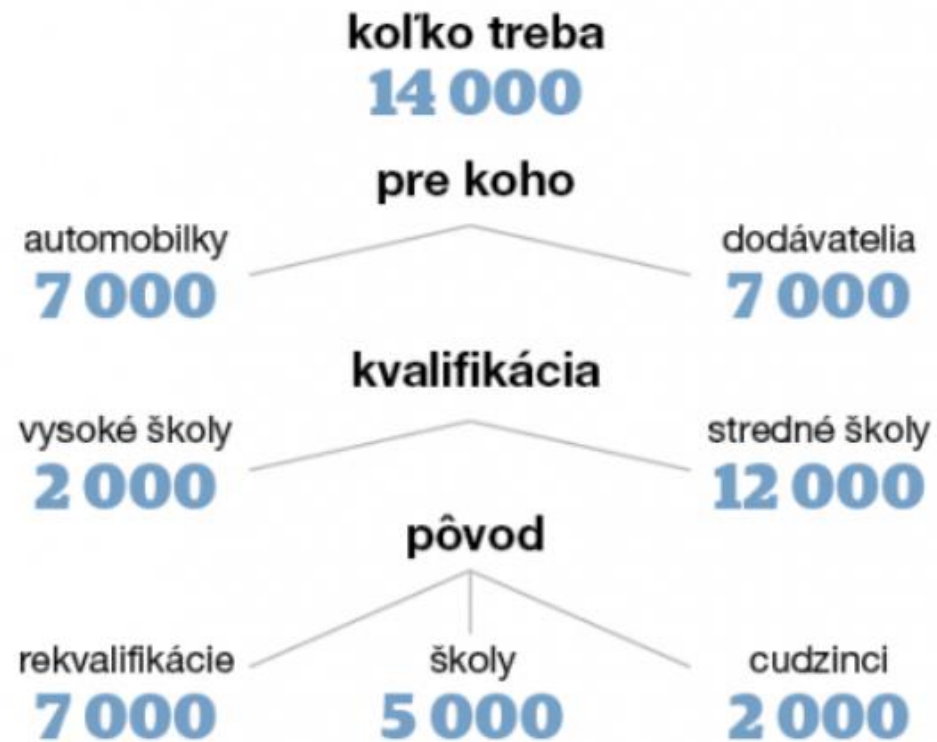 koľko treba
14 000
pre koho
automobilky dodávatelia
7 000 7 000
kvalifikácia
vysoké školy stredné školy
2 000 12 000
pôvod
rekvalifikácie školy cudzinci
7 000 5 000 2 000